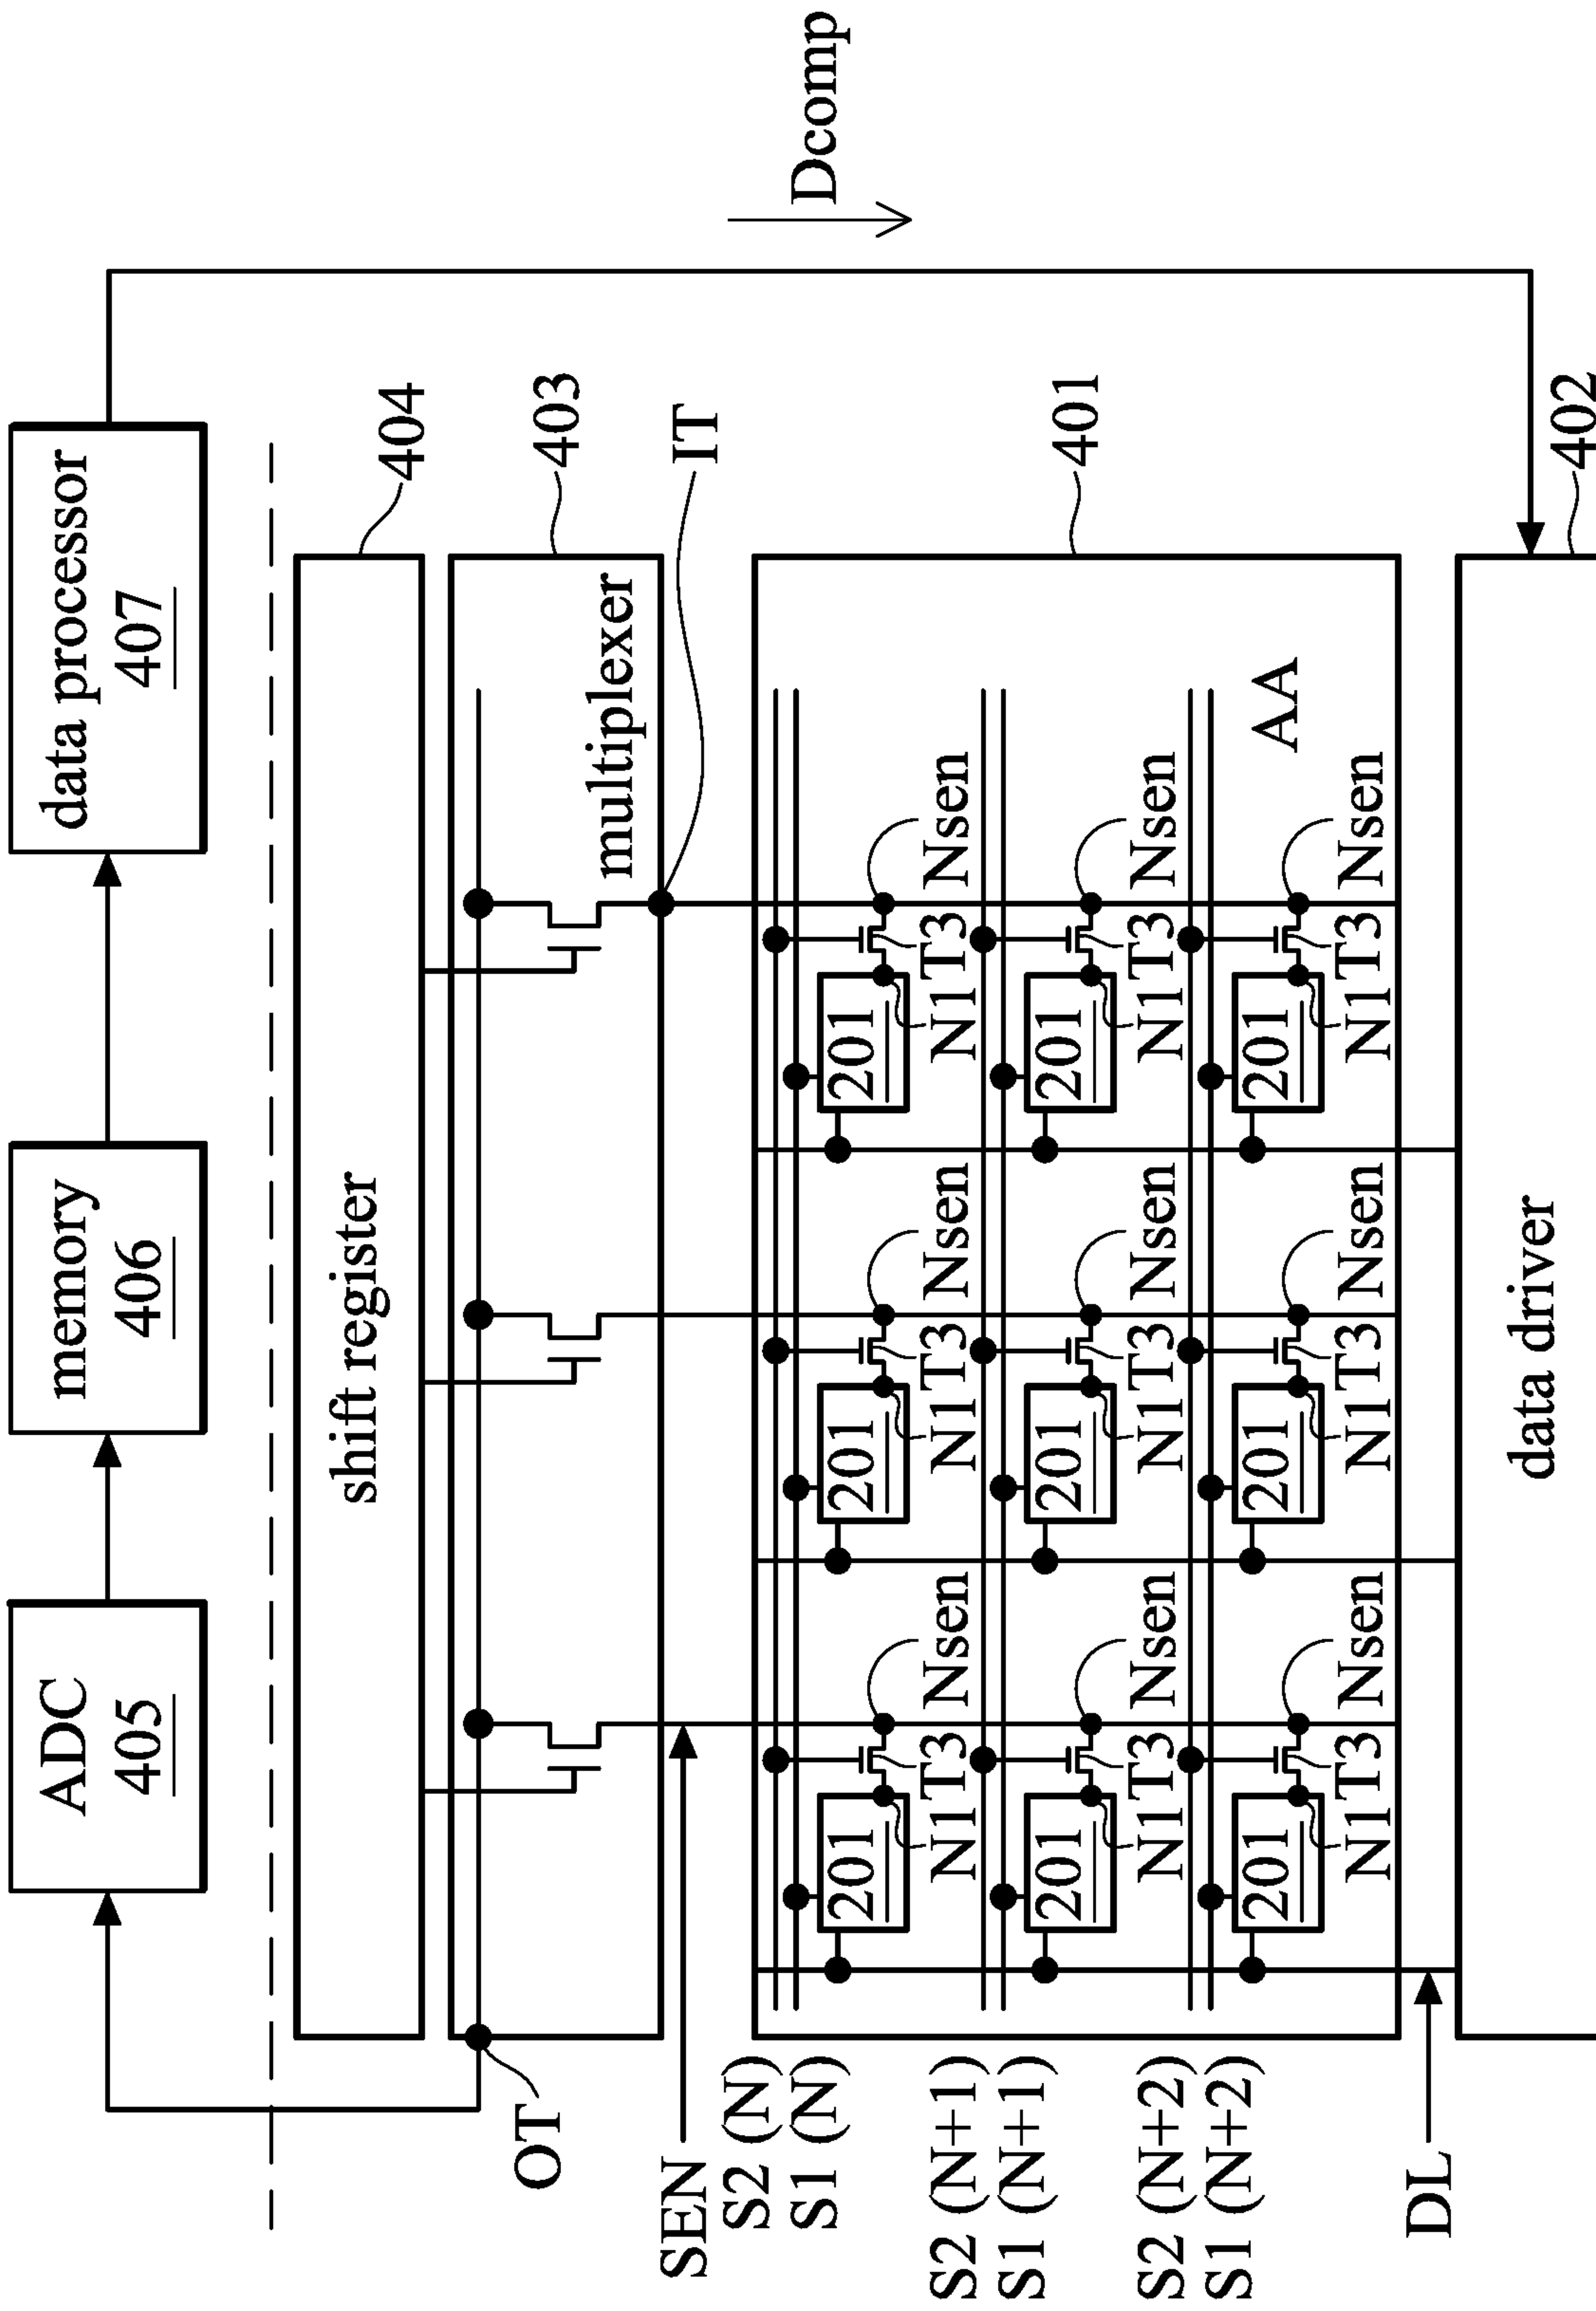 ADC
405
memory
406
data processor
407
Dcomp
shift register
404
403
OT
multiplexer
IT
SEN
S2 (N)
S1 (N)
401
201
N1
T3
Nsen
201
N1
T3
Nsen
201
N1
T3
Nsen
S2 (N+1)
S1 (N+1)
201
N1
T3
Nsen
201
N1
T3
Nsen
201
N1
T3
Nsen
S2 (N+2)
S1 (N+2)
AA
201
N1
T3
Nsen
201
N1
T3
Nsen
201
N1
T3
Nsen
DL
data driver
402